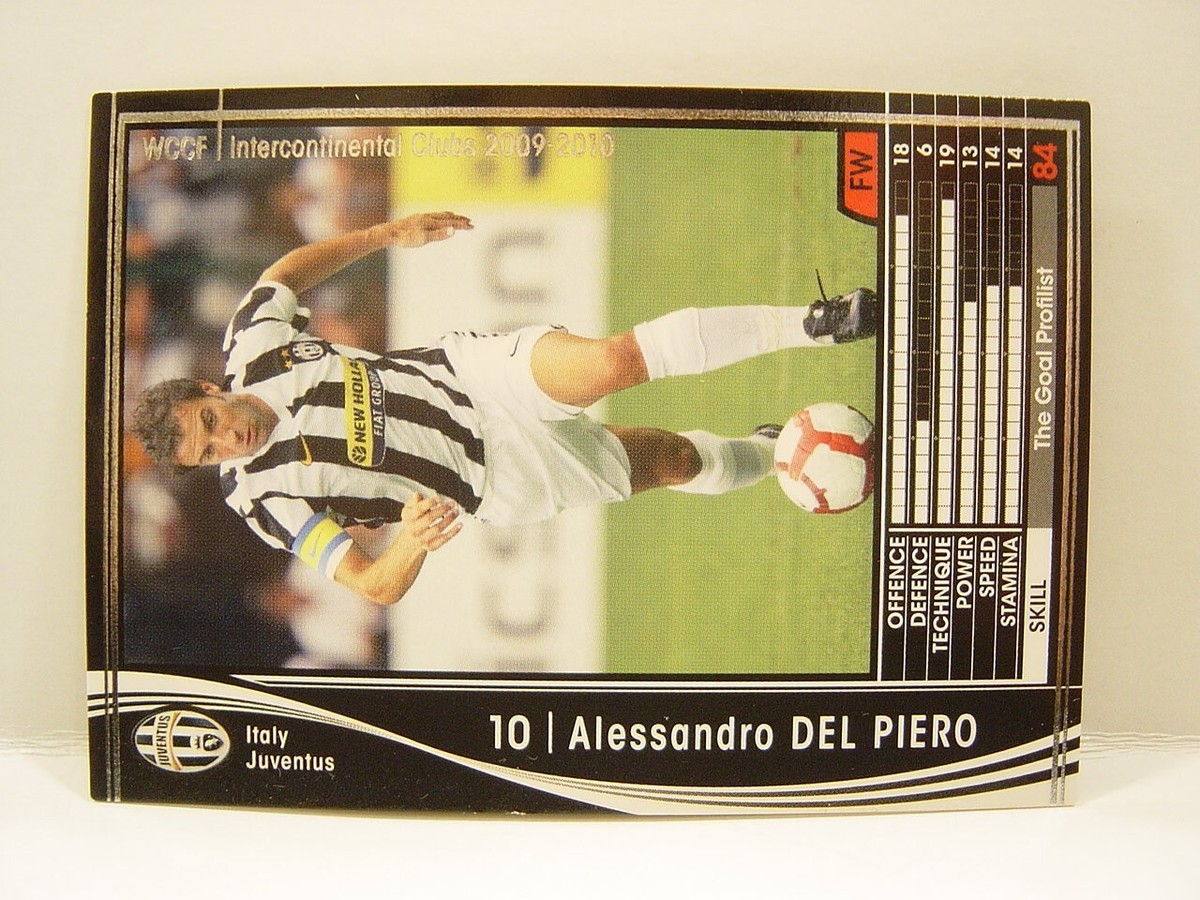 WCCF | Intercontinental Clubs 2009-2010
FW
NEW HOLLA
FIAT GROUP
OFFENCE 18
DEFENCE 6
TECHNIQUE 19
POWER 13
SPEED 14
STAMINA 14
SKILL The Goal Profilist 84
JUVENTUS
Italy
Juventus
10 | Alessandro DEL PIERO